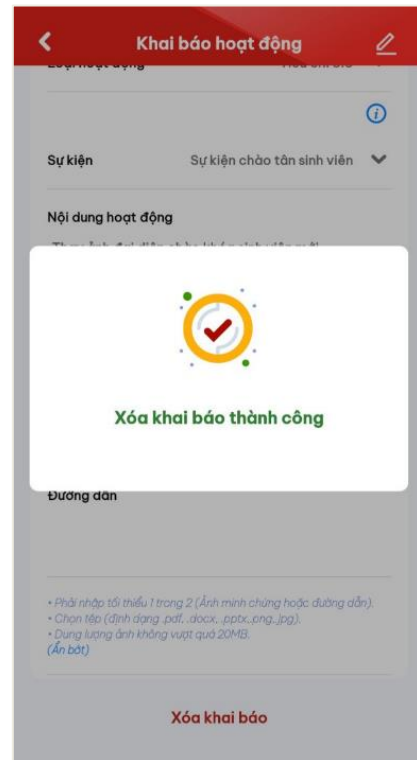 Khai báo hoạt động
Loại hoạt động
Sự kiện Sự kiện chào tân sinh viên
Nội dung hoạt động
Xóa khai báo thành công
Đường dẫn
• Phải nhập tối thiểu 1 trong 2 (Ảnh minh chứng hoặc đường dẫn).
• Chọn tệp (định dạng .pdf, .docx, .pptx,.png,.jpg).
• Dung lượng ảnh không vượt quá 20MB.
(Ẩn bớt)
Xóa khai báo